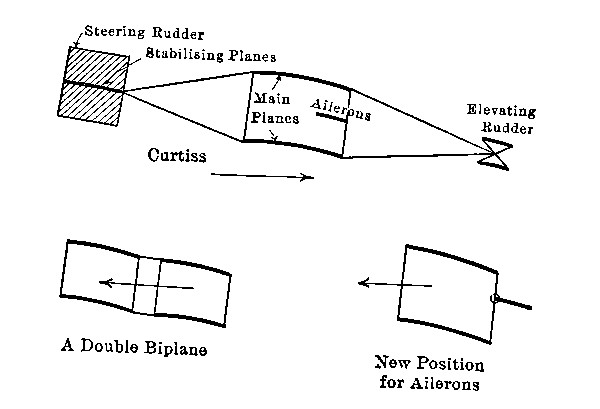 Steering Rudder
Stabilising Planes
Main
Planes
Ailerons
Elevating
Rudder
Curtiss
A Double Biplane
New Position
for Ailerons